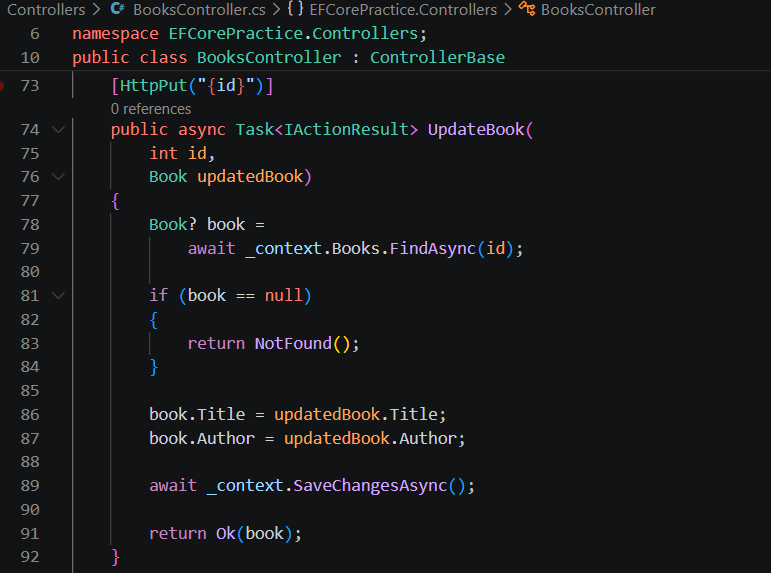 Controllers > BooksController.cs > {} EFCorePractice.Controllers > BooksController
6 namespace EFCorePractice.Controllers;
10 public class BooksController : ControllerBase
73 [HttpPut("{id}")]
0 references
74 public async Task<IActionResult> UpdateBook(
75 int id,
76 Book updatedBook)
77 {
78 Book? book =
79 await _context.Books.FindAsync(id);
80
81 if (book == null)
82 {
83 return NotFound();
84 }
85
86 book.Title = updatedBook.Title;
87 book.Author = updatedBook.Author;
88
89 await _context.SaveChangesAsync();
90
91 return Ok(book);
92 }